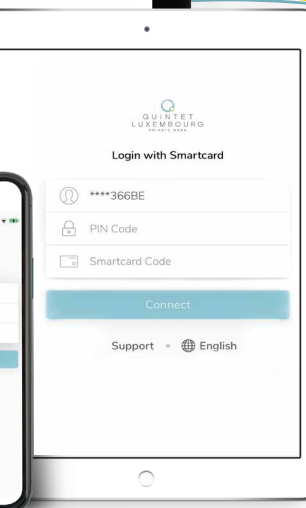 QUINTET
LUXEMBOURG
PRIVATE BANK
Login with Smartcard
****366BE
PIN Code
Smartcard Code
Connect
Support
English